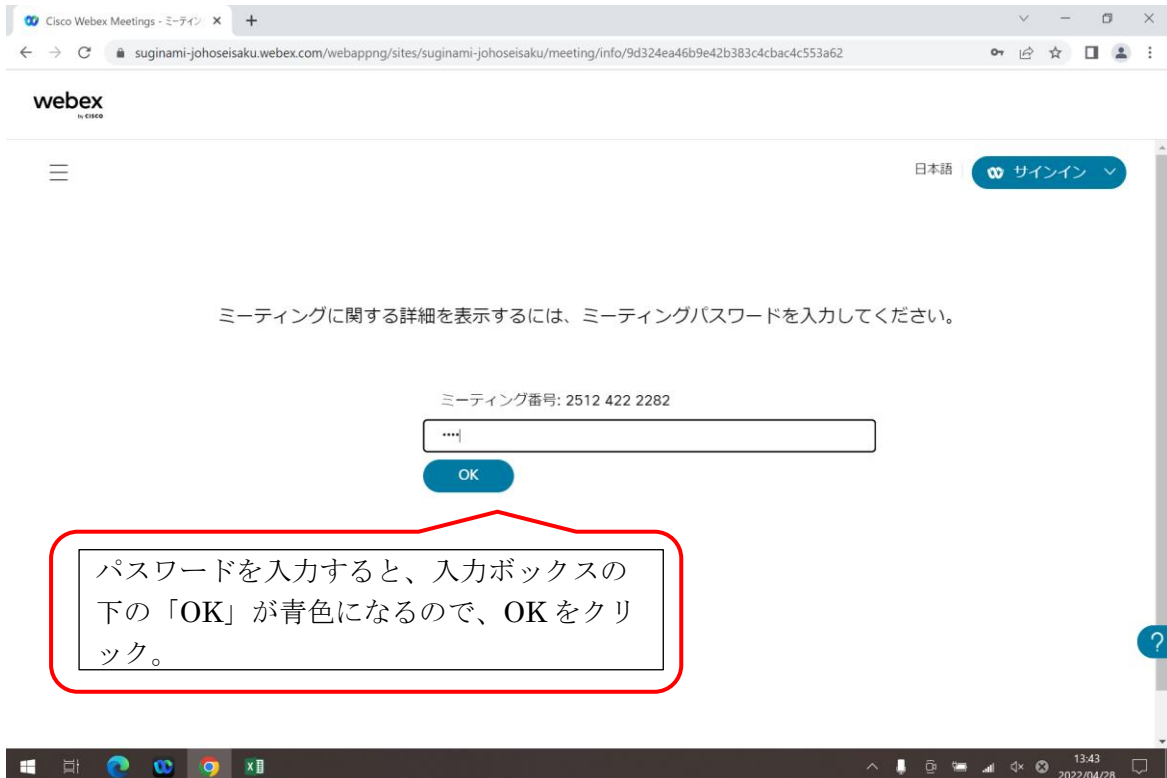 Cisco Webex Meetings - ミーティン
suginami-johoseisaku.webex.com/webappng/sites/suginami-johoseisaku/meeting/info/9d324ea46b9e42b383c4cbac4c553a62
webex
by CISCO
日本語
サインイン
ミーティングに関する詳細を表示するには、ミーティングパスワードを入力してください。
ミーティング番号: 2512 422 2282
••••
OK
パスワードを入力すると、入力ボックスの
下の「OK」が青色になるので、OK をクリ
ック。
?
13:43
2022/04/28